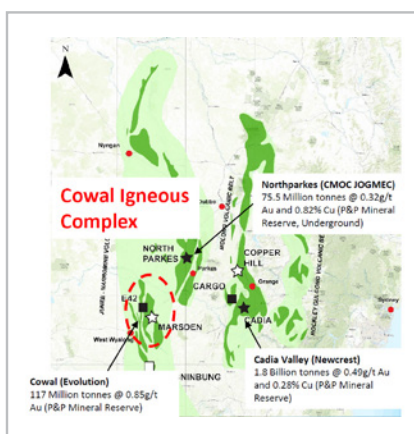 Nyngan
Cowal Igneous
Complex
Dubbo
Northparkes (CMOC JOGMEC)
75.5 Million tonnes @ 0.32g/t
Au and 0.82% Cu (P&P Mineral
Reserve, Underground)
NORTH
PARKES
Parkes
COPPER
HILL
CARGO
Orange
CADIA
E42
MARSDEN
West Wyalong
Sydney
Cowal (Evolution)
117 Million tonnes @ 0.85g/t
Au (P&P Mineral Reserve)
NINBUNG
Cadia Valley (Newcrest)
1.8 Billion tonnes @ 0.49g/t Au
and 0.28% Cu (P&P Mineral
Reserve)